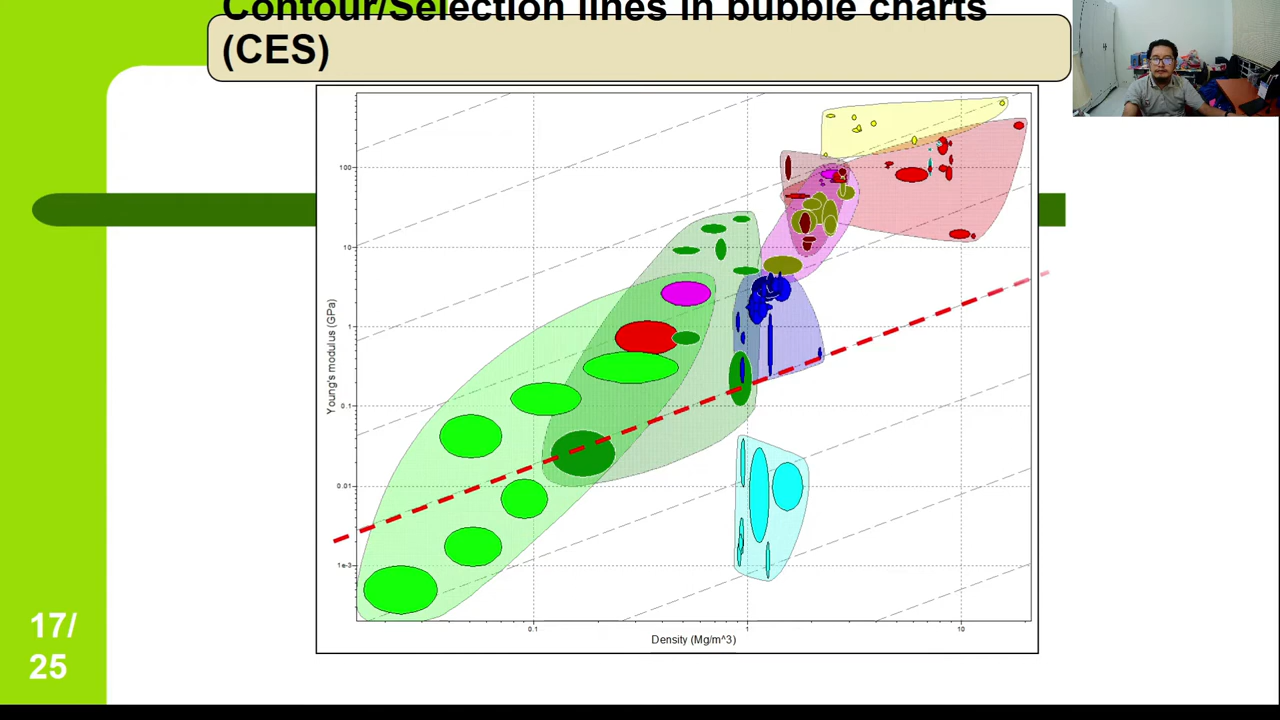 Contour/Selection lines in bubble charts
(CES)
100
10
1
0.1
0.01
1e-3
Young's modulus (GPa)
0.1
1
10
Density (Mg/m^3)
17/
25